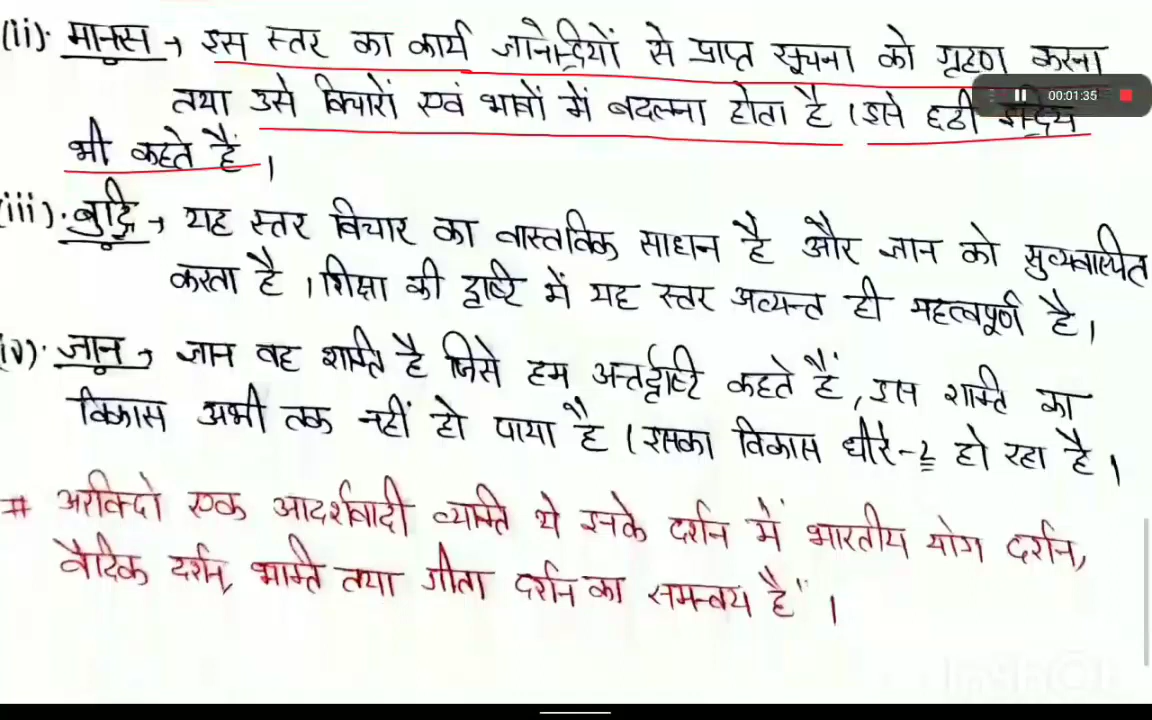 (ii). मानस → इस स्तर का कार्य ज्ञानेन्द्रियों से प्राप्त सूचना को गृहण करना
00:01:35
तथा उसे विचारों एवं भावों में बदलना होता है। इसे छठी इन्द्रिय
भी कहते हैं।
(iii). बुद्धि → यह स्तर विचार का वास्तविक साधन है और ज्ञान को सुव्यवस्थित
करता है। शिक्षा की दृष्टि में यह स्तर अत्यन्त ही महत्वपूर्ण है।
(iv). ज्ञान → ज्ञान वह शक्ति है जिसे हम अन्तर्दृष्टि कहते हैं, इस शक्ति का
विकास अभी तक नहीं हो पाया है। इसका विकास धीरे-2 हो रहा है।
# अरविन्दो एक आदर्शवादी व्यक्ति थे इनके दर्शन में भारतीय योग दर्शन,
वैदिक दर्शन, भक्ति तथा गीता दर्शन का समन्वय है"।